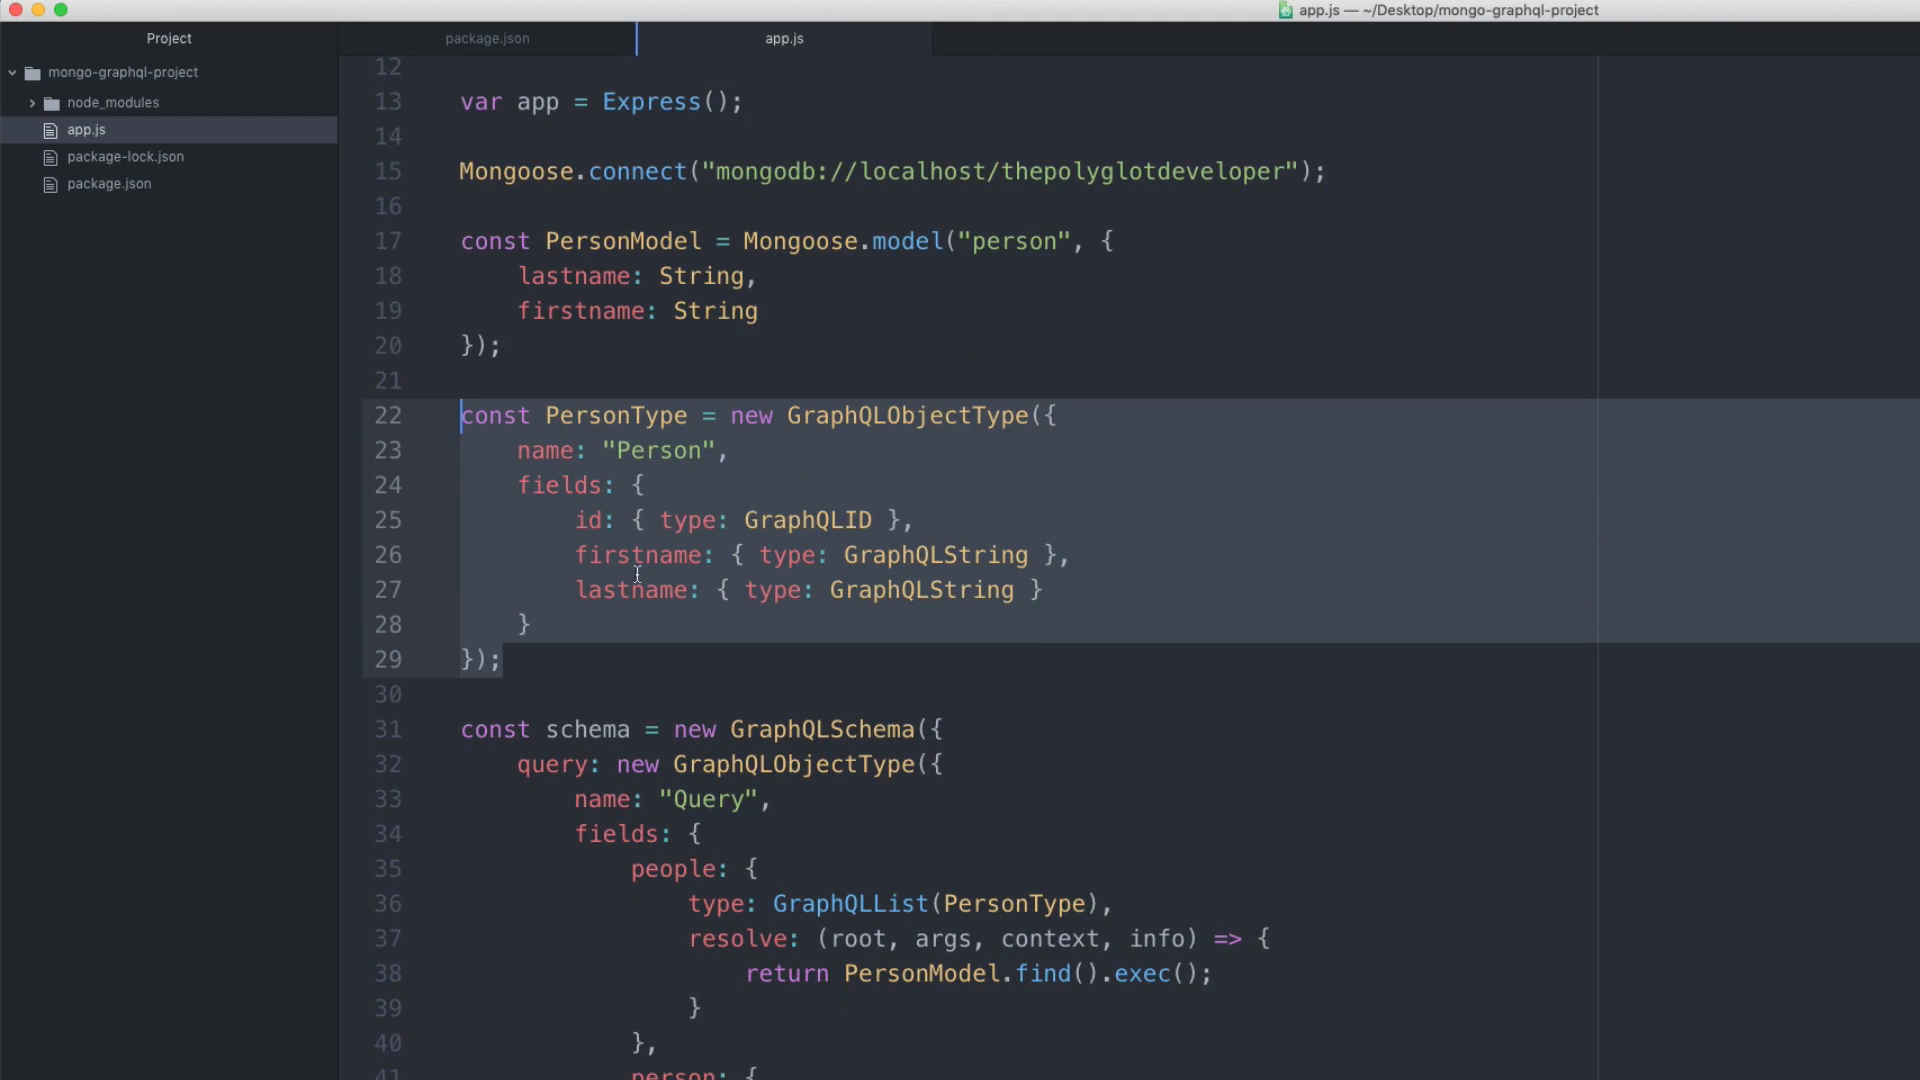 app.js — ~/Desktop/mongo-graphql-project
Project
package.json
app.js
mongo-graphql-project
node_modules
app.js
package-lock.json
package.json
12
13 var app = Express();
14
15 Mongoose.connect("mongodb://localhost/thepolyglotdeveloper");
16
17 const PersonModel = Mongoose.model("person", {
18 lastname: String,
19 firstname: String
20 });
21
22 const PersonType = new GraphQLObjectType({
23 name: "Person",
24 fields: {
25 id: { type: GraphQLID },
26 firstname: { type: GraphQLString },
27 lastname: { type: GraphQLString }
28 }
29 });
30
31 const schema = new GraphQLSchema({
32 query: new GraphQLObjectType({
33 name: "Query",
34 fields: {
35 people: {
36 type: GraphQLList(PersonType),
37 resolve: (root, args, context, info) => {
38 return PersonModel.find().exec();
39 }
40 },
41 person: {